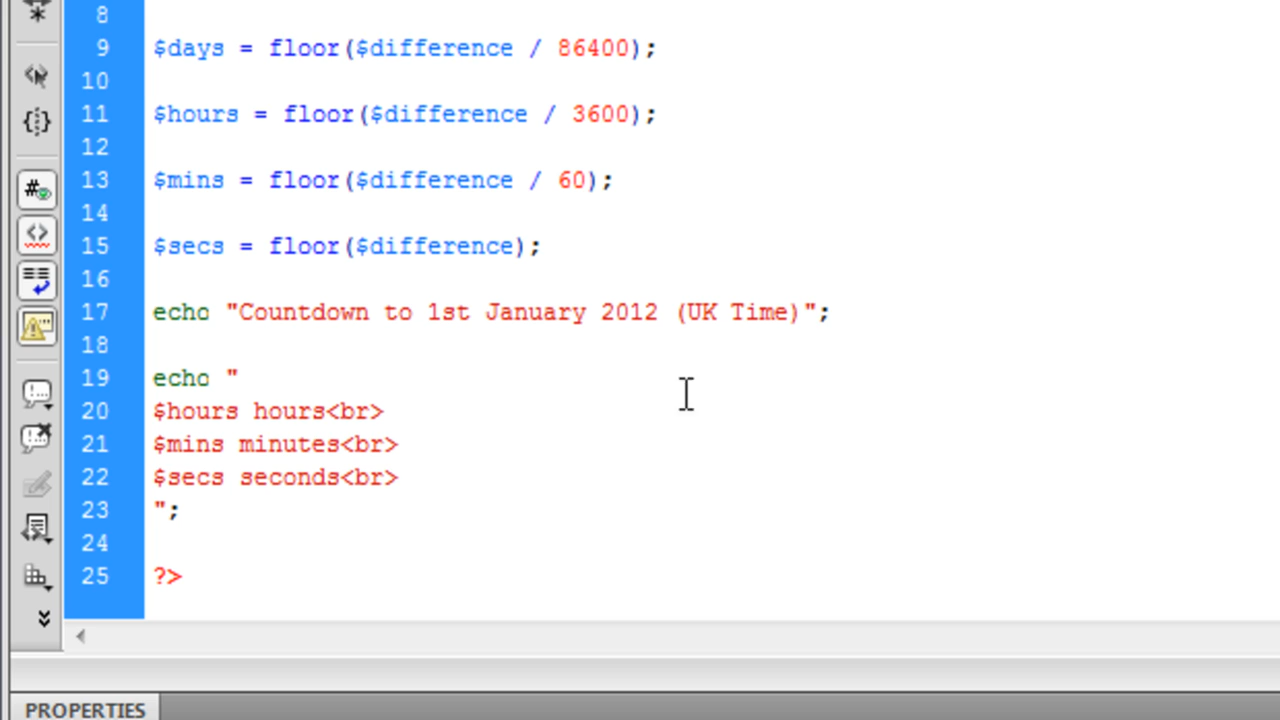 8
9 $days = floor($difference / 86400);
10
11 $hours = floor($difference / 3600);
12
13 $mins = floor($difference / 60);
14
15 $secs = floor($difference);
16
17 echo "Countdown to 1st January 2012 (UK Time)";
18
19 echo "
20 $hours hours<br>
21 $mins minutes<br>
22 $secs seconds<br>
23 ";
24
25 ?>
PROPERTIES